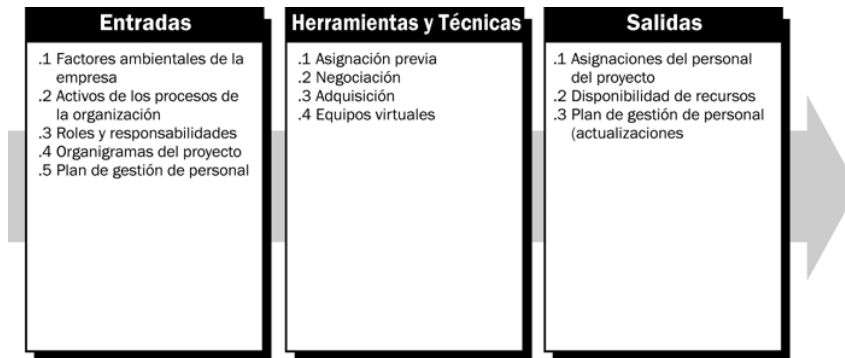 Entradas
.1 Factores ambientales de la
empresa
.2 Activos de los procesos de
la organización
.3 Roles y responsabilidades
.4 Organigramas del proyecto
.5 Plan de gestión de personal
Herramientas y Técnicas
.1 Asignación previa
.2 Negociación
.3 Adquisición
.4 Equipos virtuales
Salidas
.1 Asignaciones del personal
del proyecto
.2 Disponibilidad de recursos
.3 Plan de gestión de personal
(actualizaciones